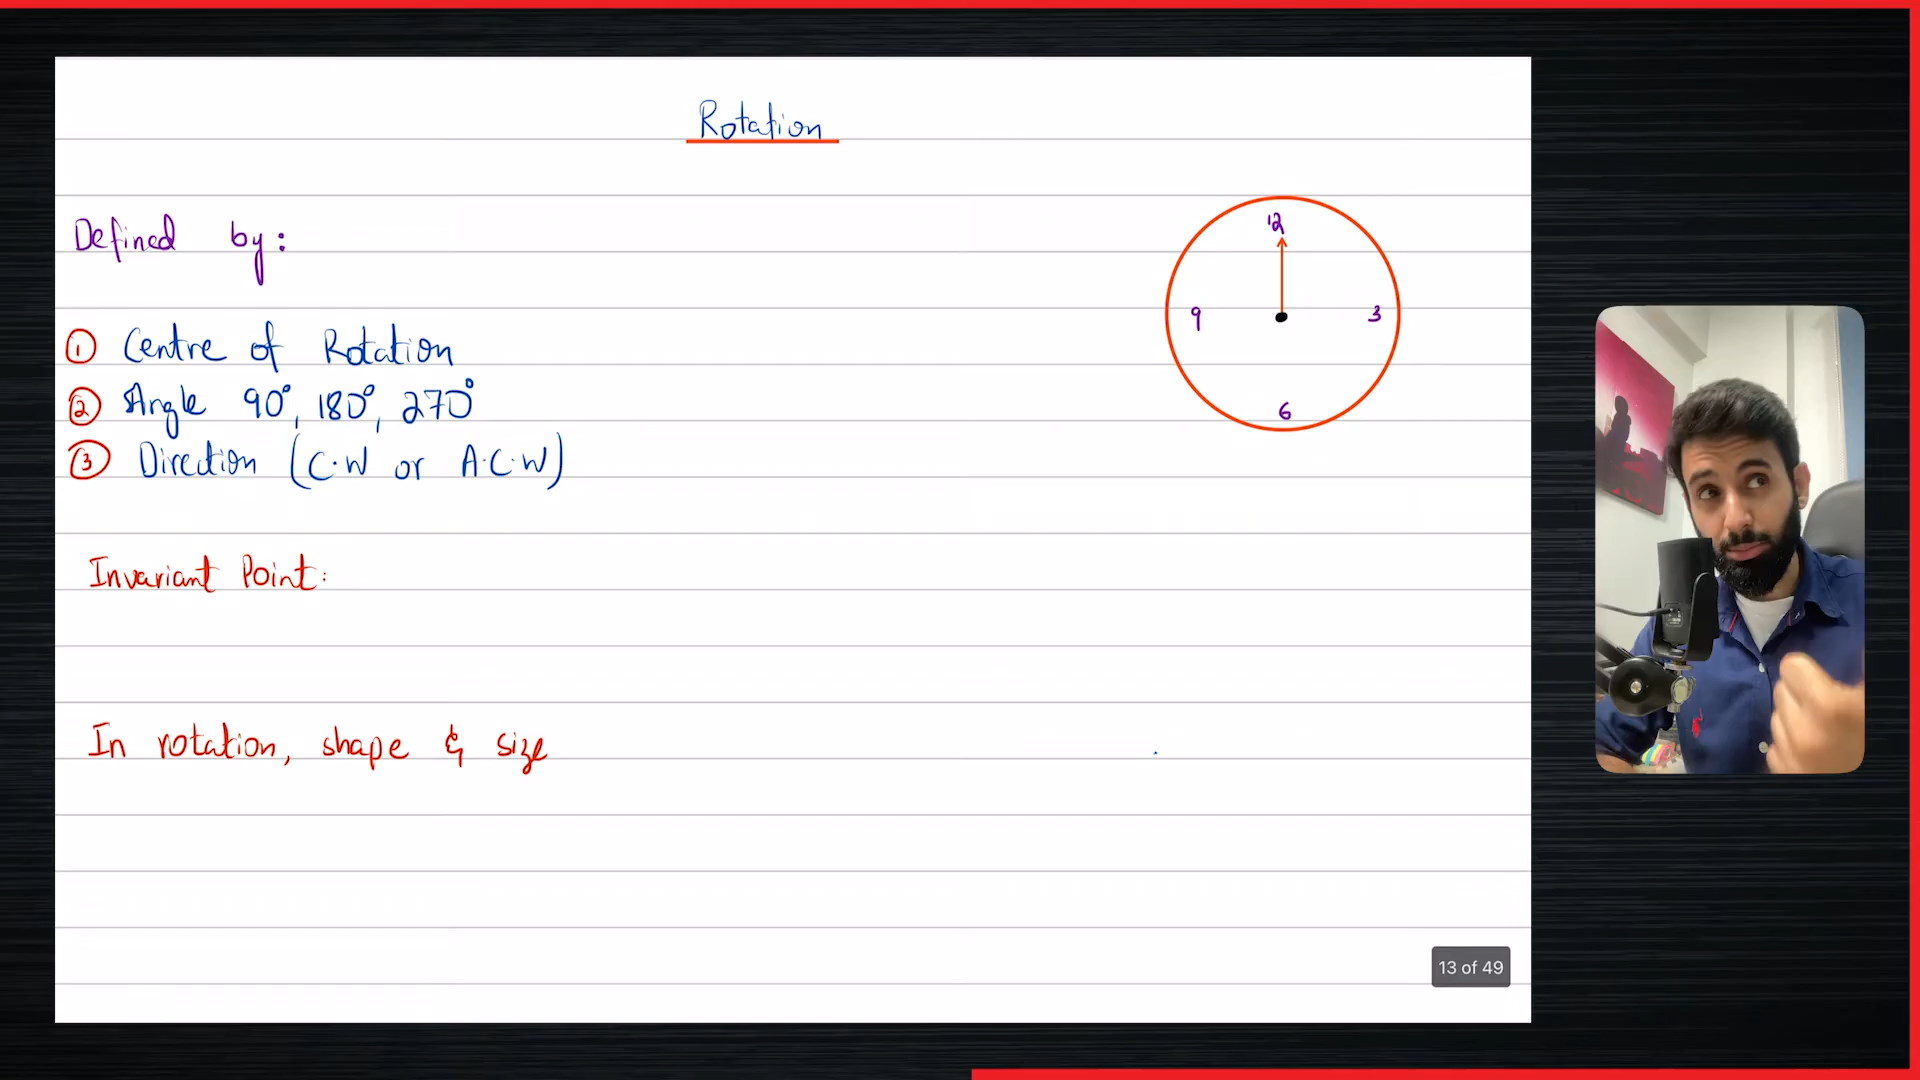 Rotation
Defined by:
12
9
3
6
① Centre of Rotation
② Angle 90°, 180°, 270°
③ Direction (C.W or A.C.W)
Invariant Point:
In rotation, shape & size
13 of 49